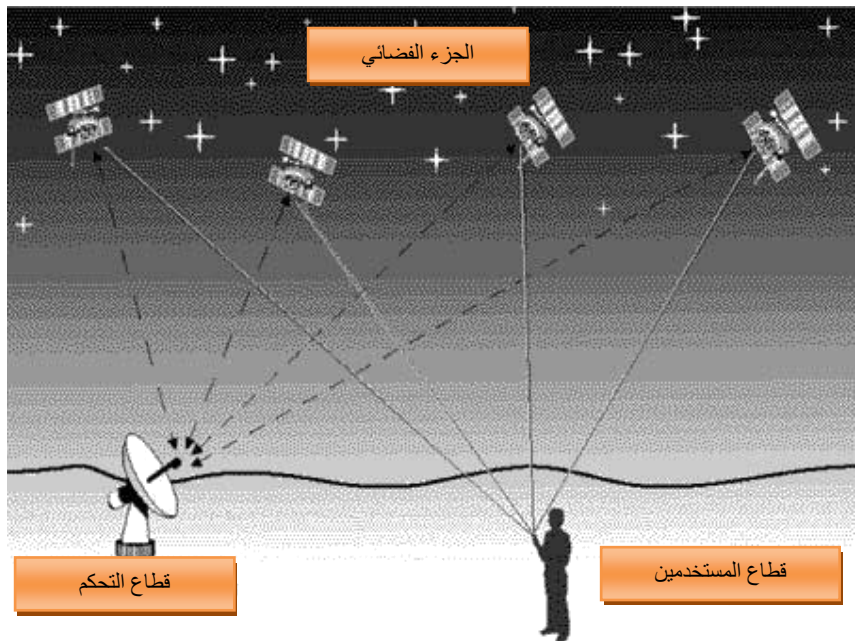 الجزء الفضائي
قطاع المستخدمين
قطاع التحكم